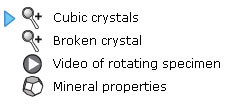 Cubic crystals
Broken crystal
Video of rotating specimen
Mineral properties